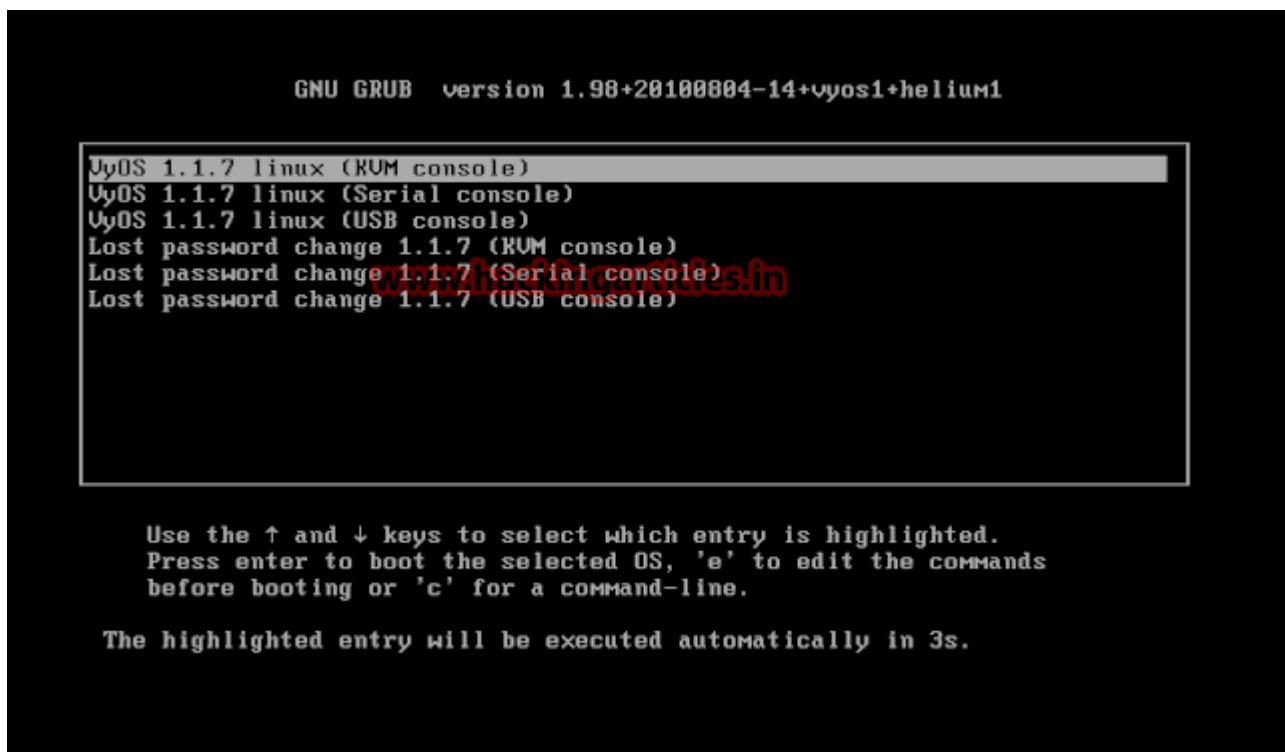 GNU GRUB version 1.98+20100804-14+vyos1+helium1
VyOS 1.1.7 linux (KVM console)
VyOS 1.1.7 linux (Serial console)
VyOS 1.1.7 linux (USB console)
Lost password change 1.1.7 (KVM console)
Lost password change 1.1.7 (Serial console)
www.hackingarticles.in
Lost password change 1.1.7 (USB console)
Use the ↑ and ↓ keys to select which entry is highlighted.
Press enter to boot the selected OS, 'e' to edit the commands
before booting or 'c' for a command-line.
The highlighted entry will be executed automatically in 3s.